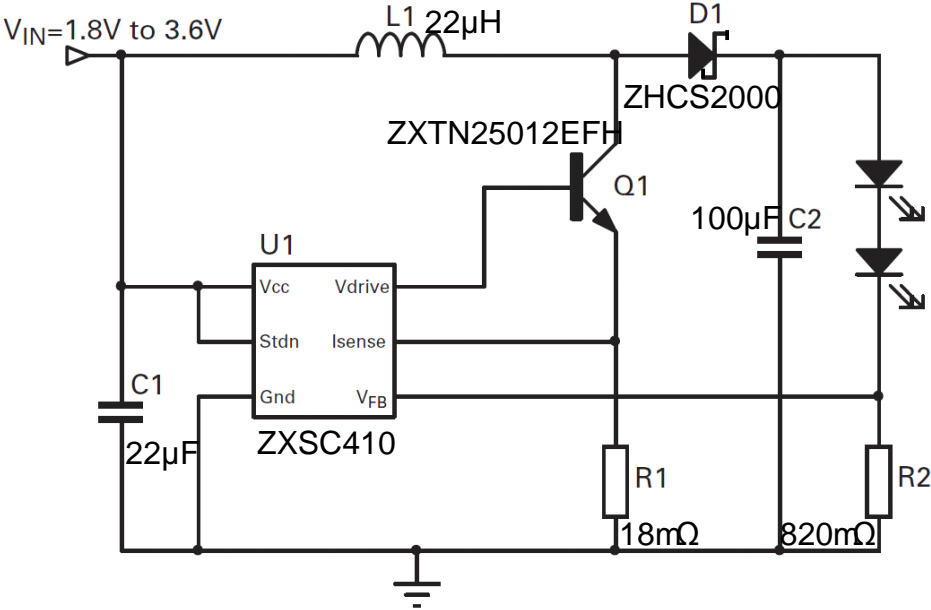 VIN=1.8V to 3.6V
L1 22µH
D1
ZHCS2000
ZXTN25012EFH
Q1
100µF C2
U1
Vcc Vdrive
Stdn Isense
Gnd VFB
ZXSC410
C1
22µF
R1
18mΩ
R2
820mΩ